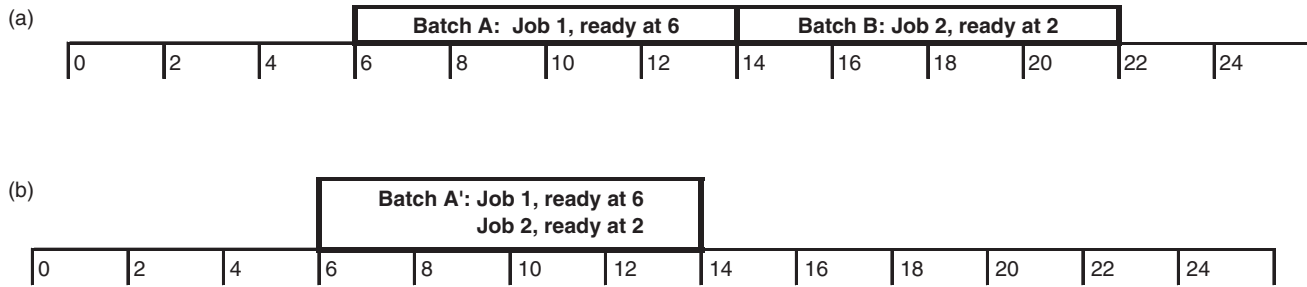 (a)
Batch A: Job 1, ready at 6 Batch B: Job 2, ready at 2
0 2 4 6 8 10 12 14 16 18 20 22 24
(b)
Batch A': Job 1, ready at 6
Job 2, ready at 2
0 2 4 6 8 10 12 14 16 18 20 22 24